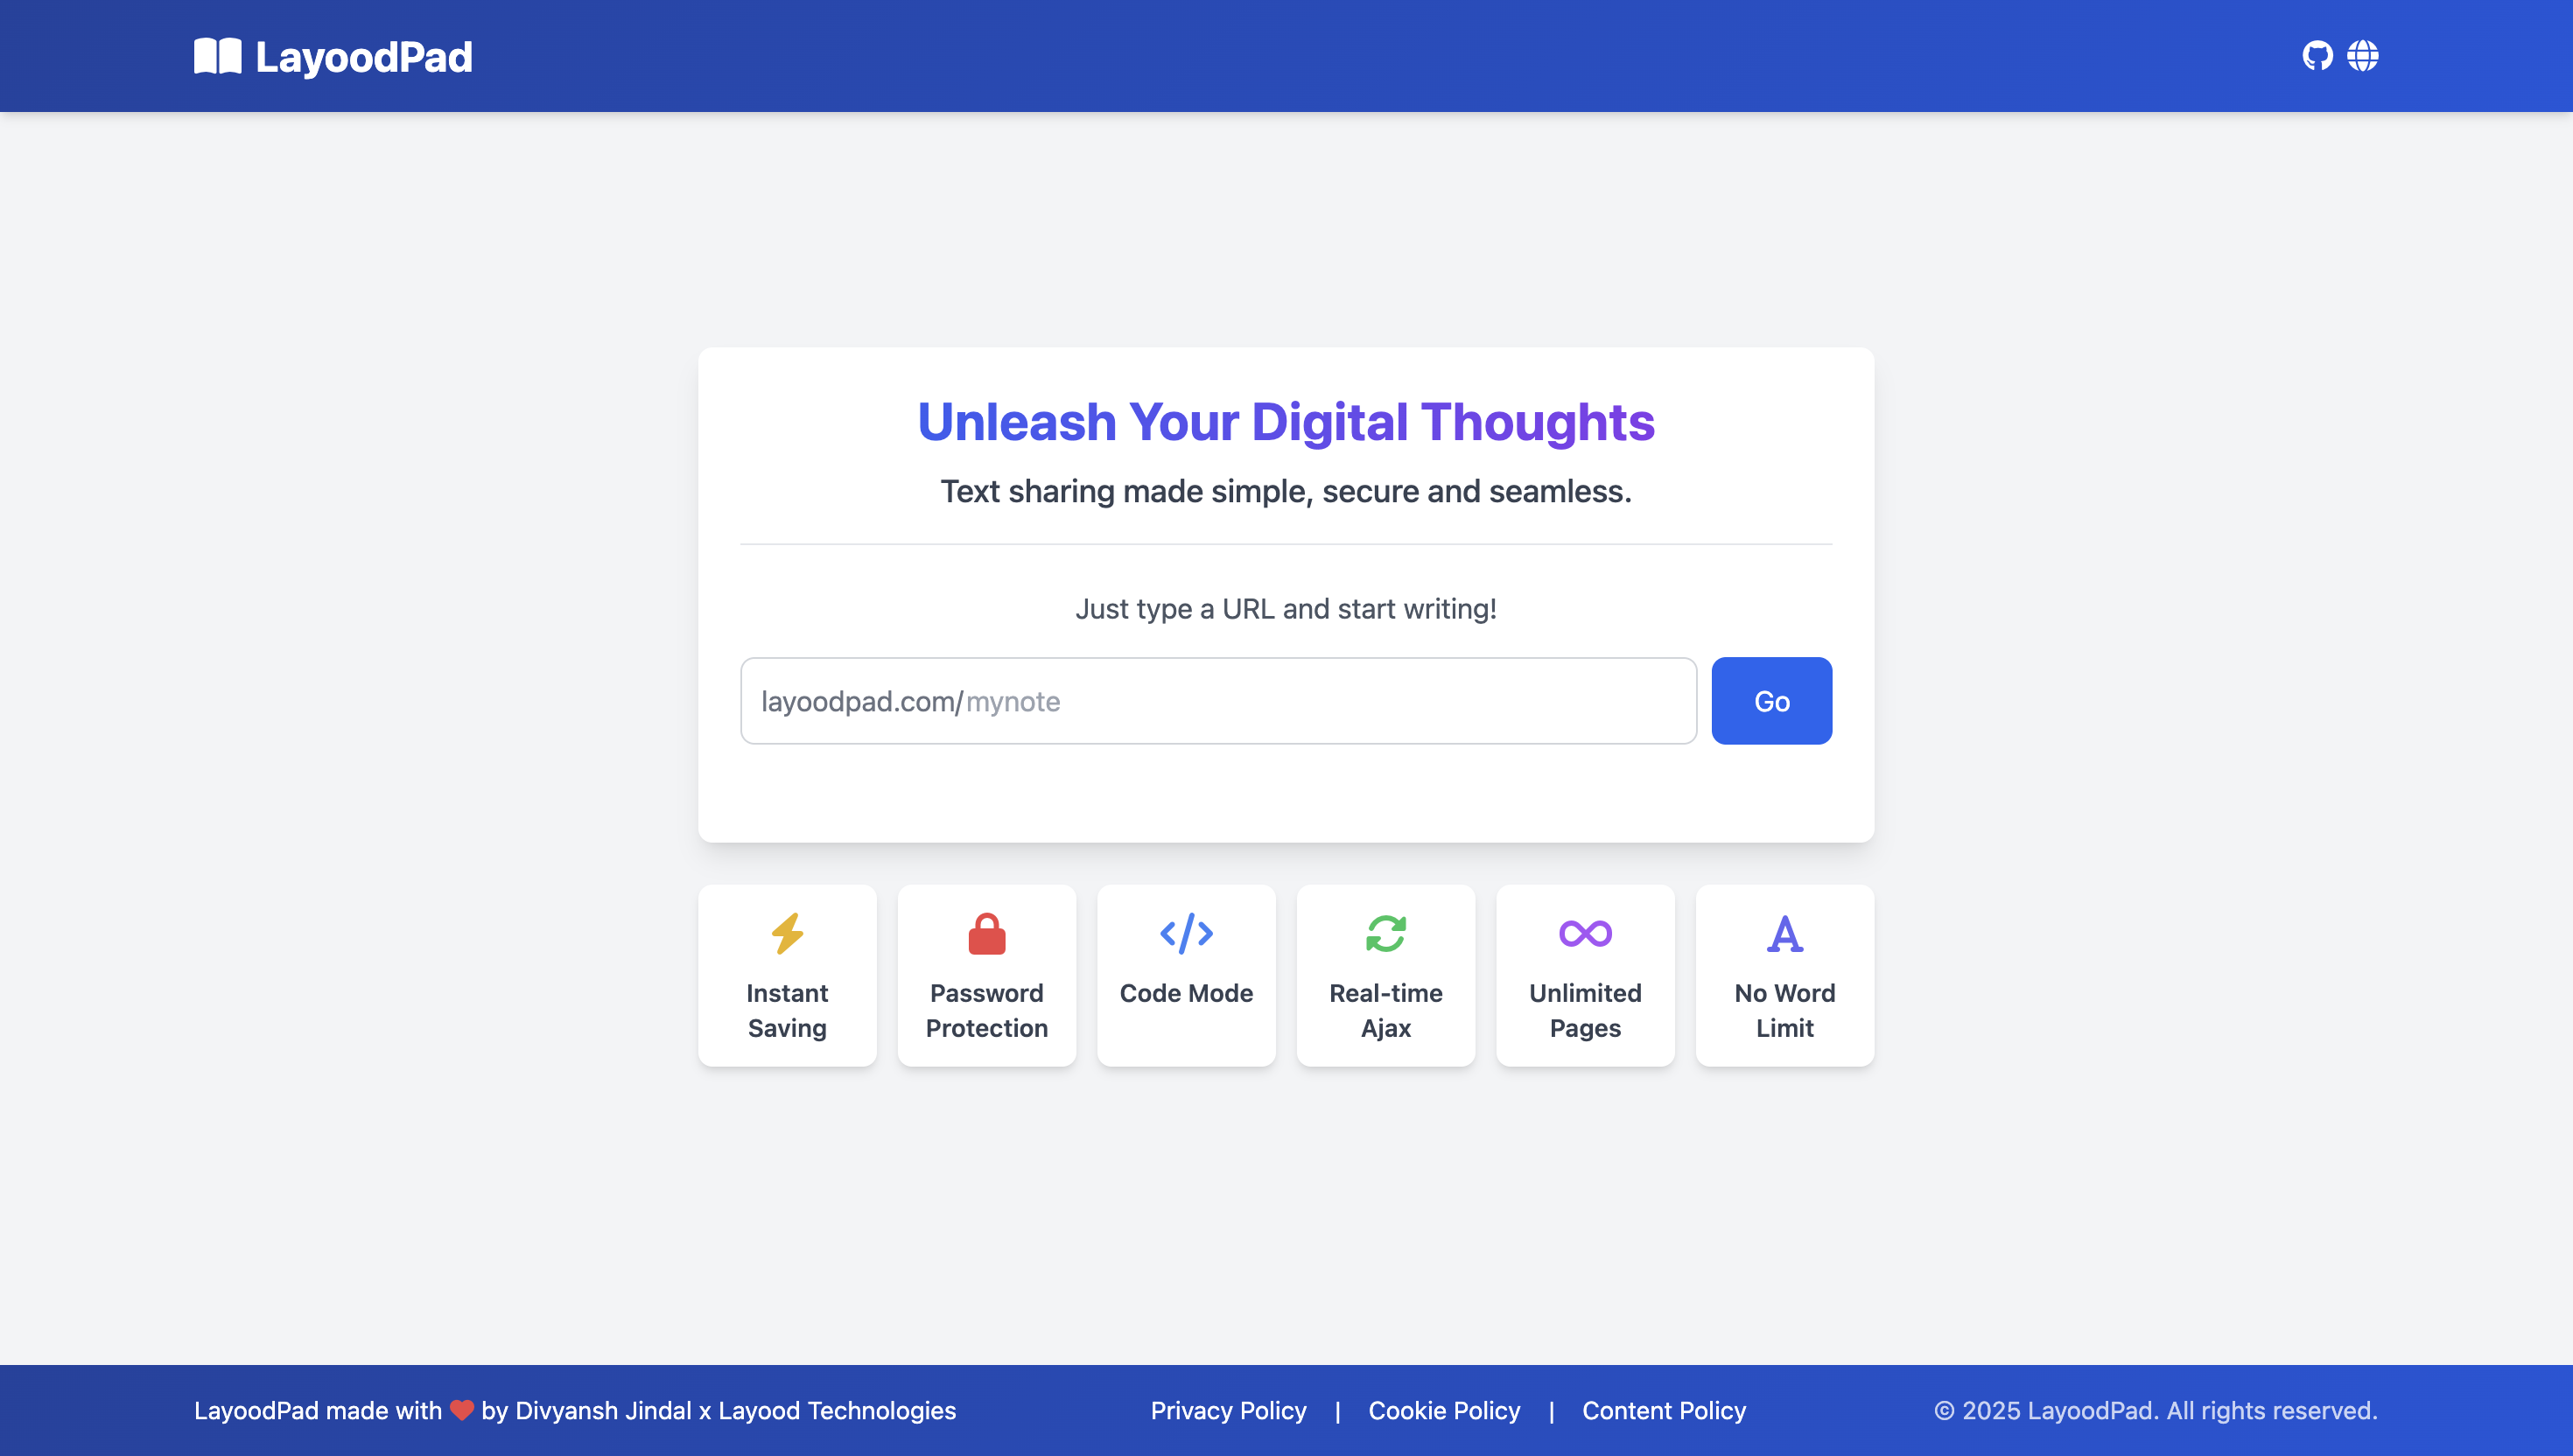 LayoodPad
Unleash Your Digital Thoughts
Text sharing made simple, secure and seamless.
Just type a URL and start writing!
layoodpad.com/mynote
Go
Instant
Saving
Password
Protection
Code Mode
Real-time
Ajax
Unlimited
Pages
No Word
Limit
LayoodPad made with ❤ by Divyansh Jindal x Layood Technologies
Privacy Policy | Cookie Policy | Content Policy
© 2025 LayoodPad. All rights reserved.